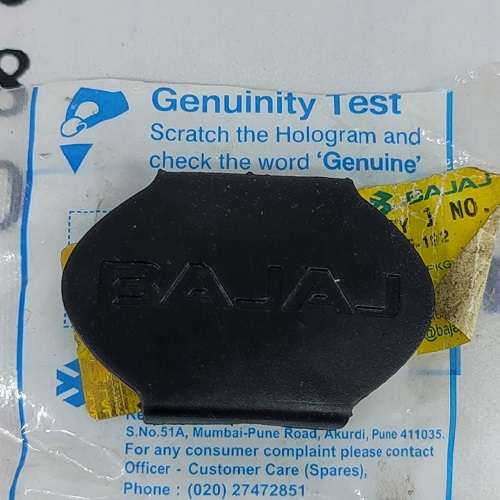 Genuinity Test
Scratch the Hologram and
check the word 'Genuine'
BAJAJ
1 NO.
BAJAJ
S.No.51A, Mumbai-Pune Road, Akurdi, Pune 411035.
For any consumer complaint please contact
Officer - Customer Care (Spares),
Phone : (020) 27472851